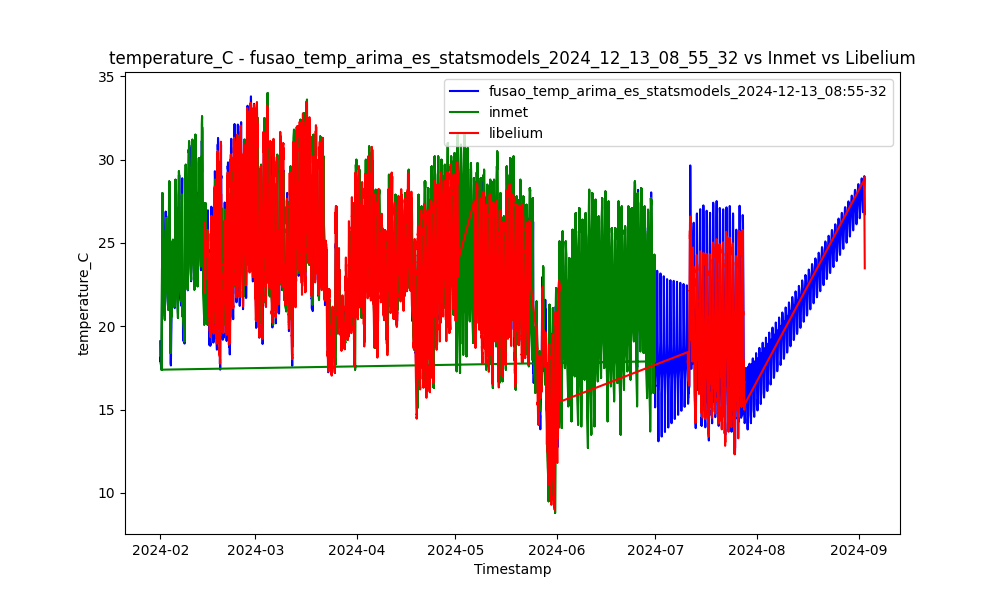 temperature_C - fusao_temp_arima_es_statsmodels_2024_12_13_08_55_32 vs Inmet vs Libelium
fusao_temp_arima_es_statsmodels_2024-12-13_08:55-32
inmet
libelium
temperature_C
35
30
25
20
15
10
2024-02 2024-03 2024-04 2024-05 2024-06 2024-07 2024-08 2024-09
Timestamp